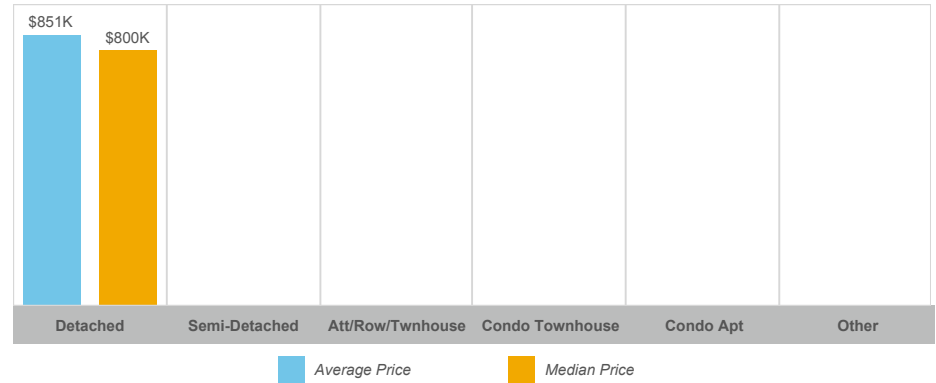 $851K
$800K
Detached Semi-Detached Att/Row/Twnhouse Condo Townhouse Condo Apt Other
Average Price Median Price